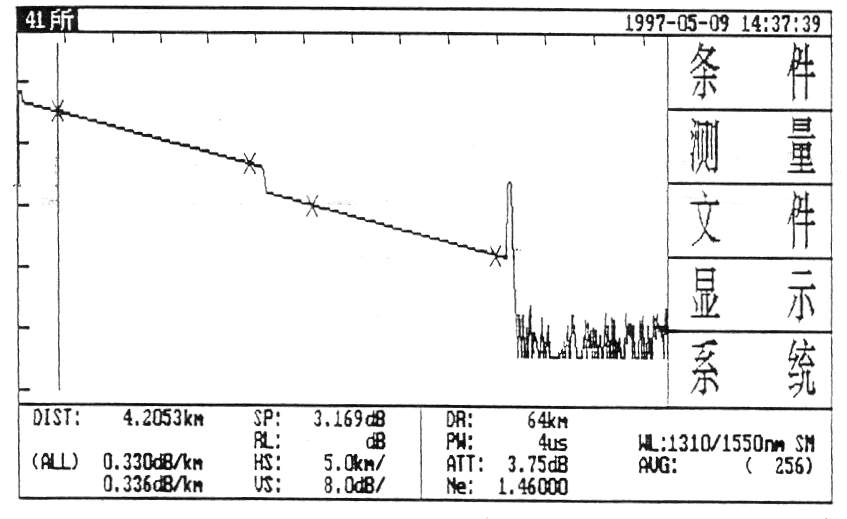 41所 1997-05-09 14:37:39
条 件
测 量
文 件
显 示
系 统
DIST: 4.2053km SP: 3.169dB DR: 64km
RL: dB PW: 4us WL:1310/1550nm SM
(ALL) 0.330dB/km HS: 5.0km/ ATT: 3.75dB AVG: ( 256)
0.336dB/km VS: 8.0dB/ Ne: 1.46000